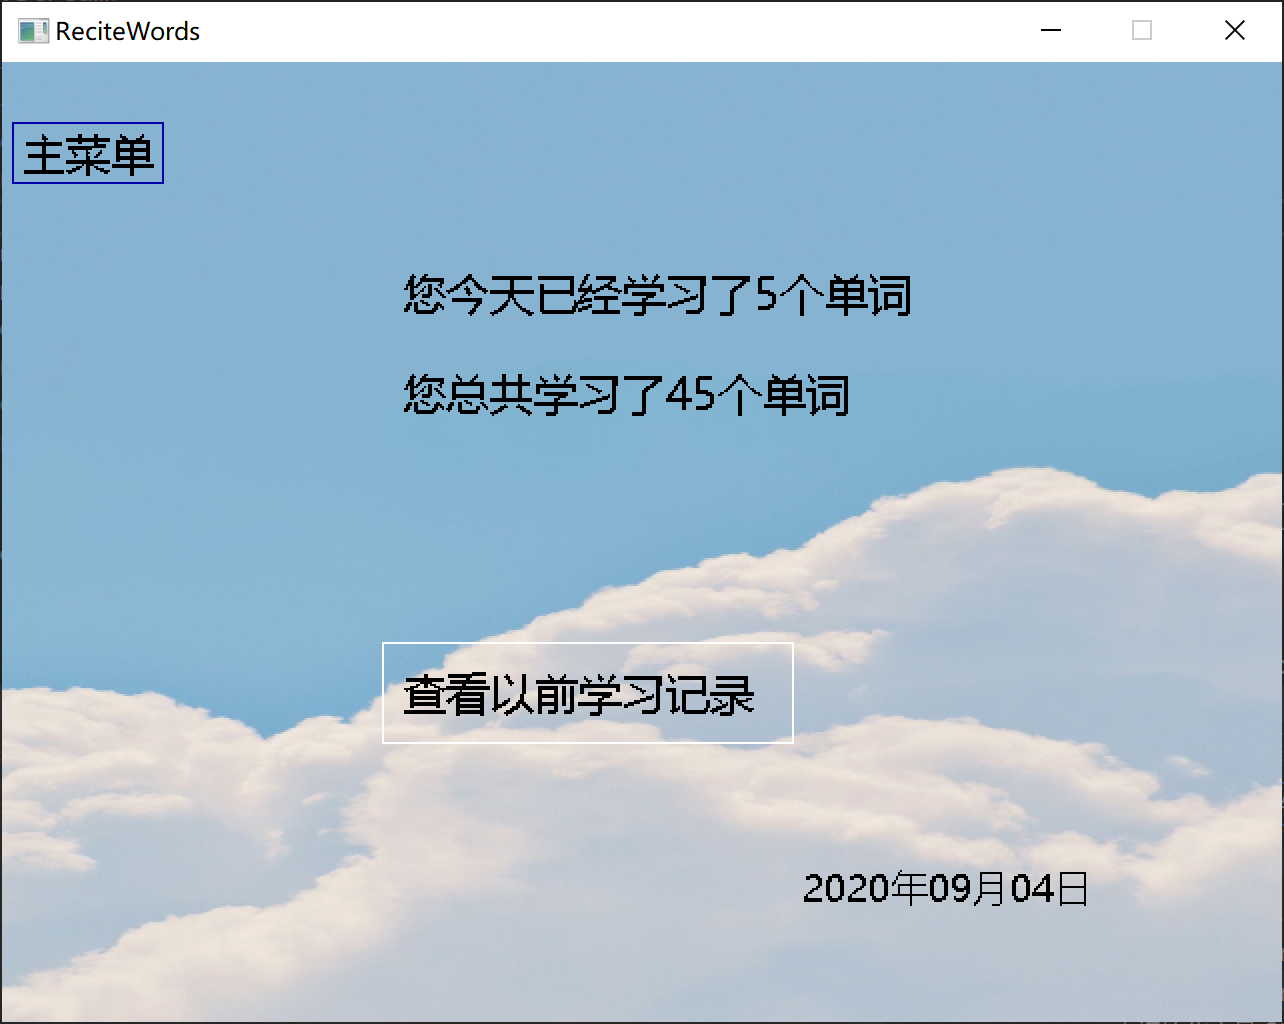 ReciteWords
主菜单
您今天已经学习了5个单词
您总共学习了45个单词
查看以前学习记录
2020年09月04日